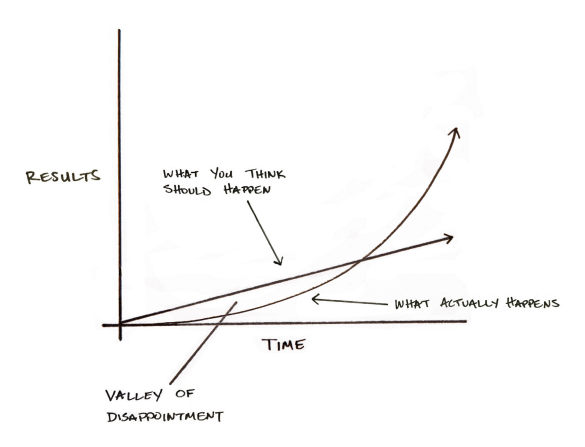 RESULTS
WHAT YOU THINK
SHOULD HAPPEN
WHAT ACTUALLY HAPPENS
TIME
VALLEY OF
DISAPPOINTMENT